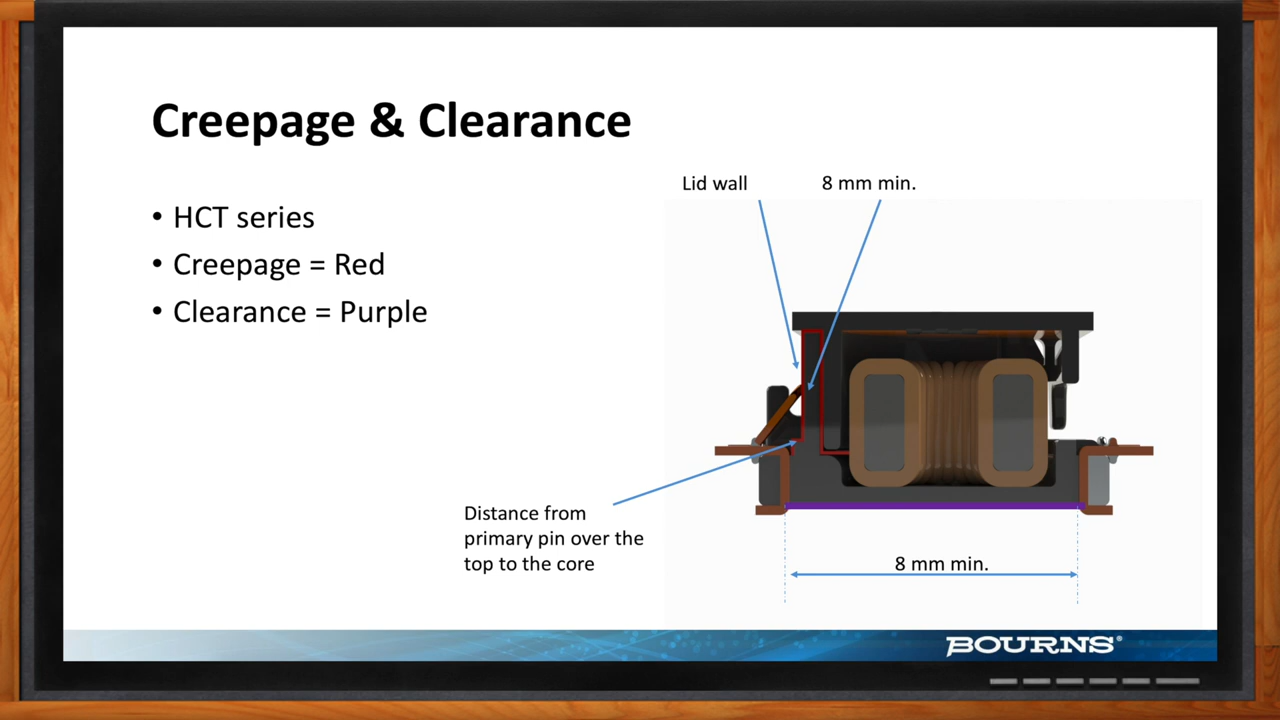 Creepage & Clearance
• HCT series
• Creepage = Red
• Clearance = Purple
Lid wall
8 mm min.
Distance from
primary pin over the
top to the core
8 mm min.
BOURNS®